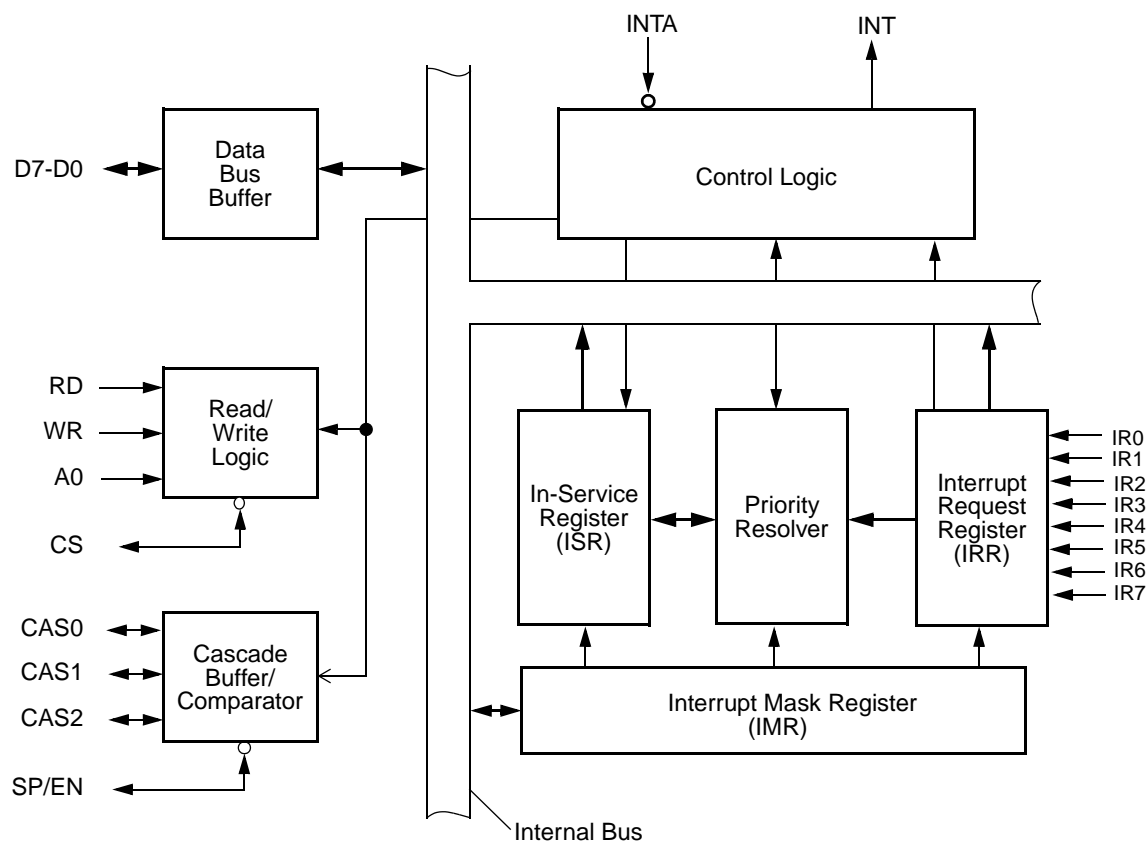 INTA
INT
D7-D0
Data
Bus
Buffer
Control Logic
RD
WR
A0
CS
Read/
Write
Logic
In-Service
Register
(ISR)
Priority
Resolver
Interrupt
Request
Register
(IRR)
IR0
IR1
IR2
IR3
IR4
IR5
IR6
IR7
CAS0
CAS1
CAS2
SP/EN
Cascade
Buffer/
Comparator
Interrupt Mask Register
(IMR)
Internal Bus